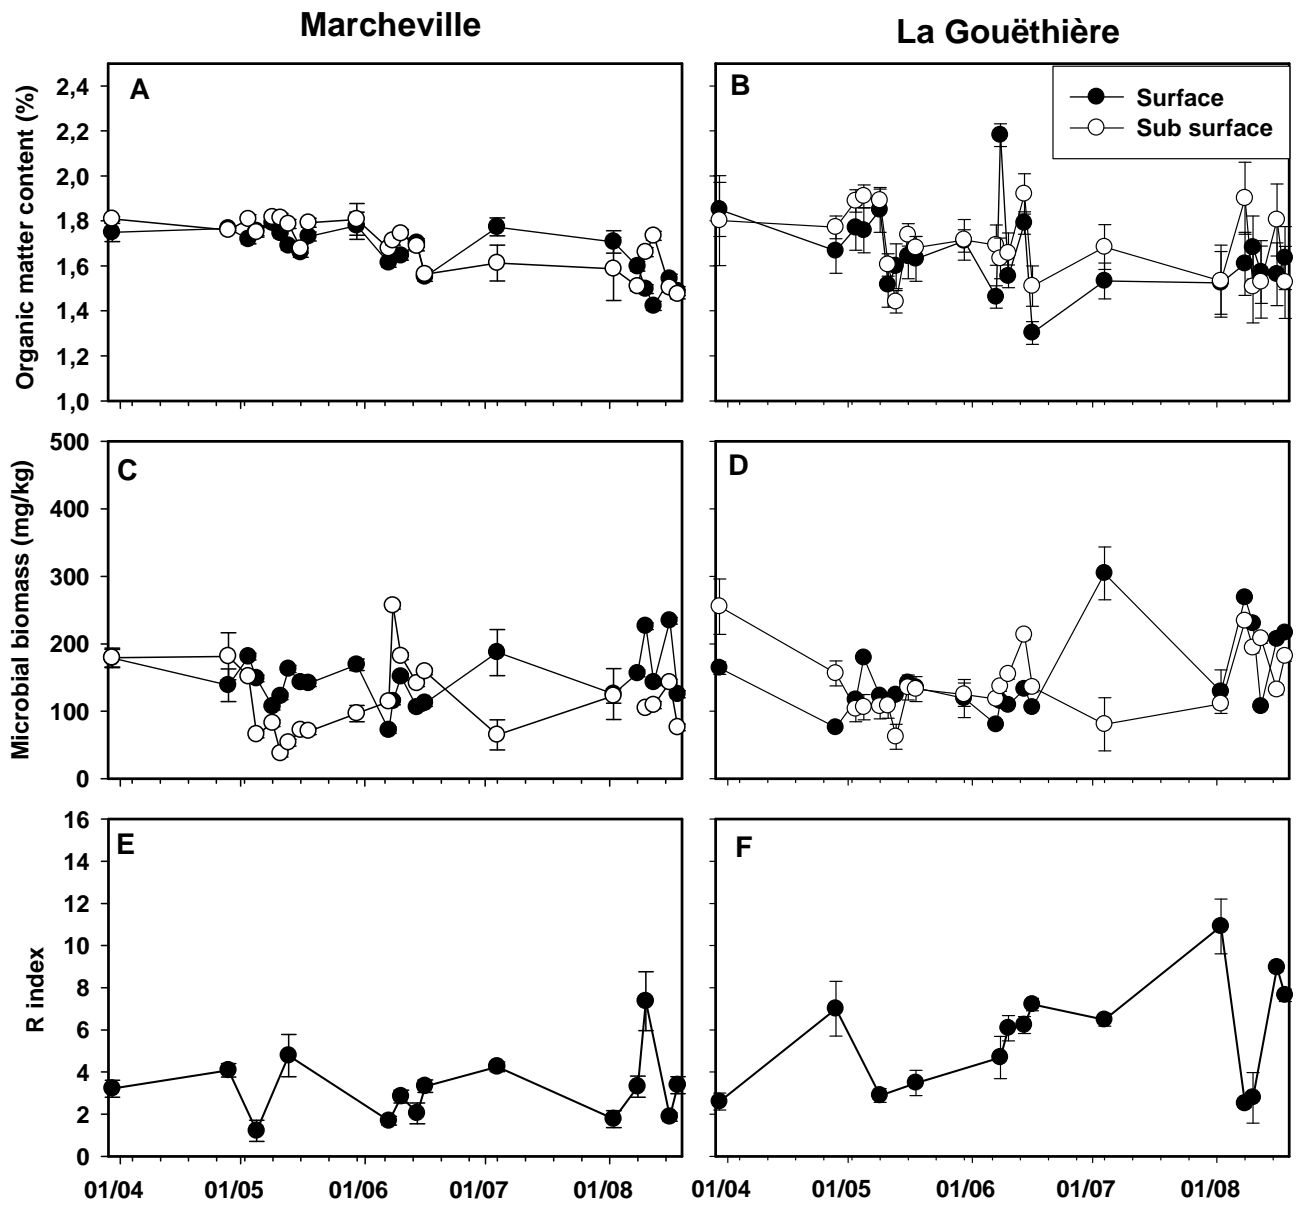 Marcheville
La Gouëthière
Organic matter content (%)
2,4
2,2
2,0
1,8
1,6
1,4
1,2
1,0
A
B
Surface
Sub surface
Microbial biomass (mg/kg)
500
400
300
200
100
0
C
D
R index
16
14
12
10
8
6
4
2
0
E
F
01/04 01/05 01/06 01/07 01/08
01/04 01/05 01/06 01/07 01/08